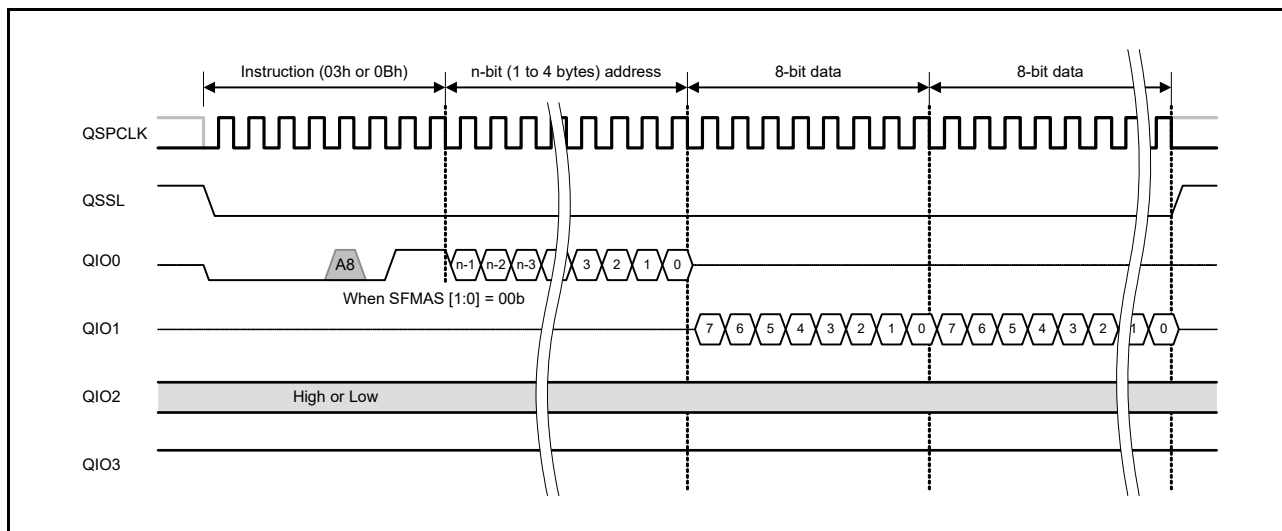 Instruction (03h or 0Bh) n-bit (1 to 4 bytes) address 8-bit data 8-bit data
QSPCLK
QSSL
QIO0 A8 n-1 n-2 n-3 3 2 1 0
When SFMAS [1:0] = 00b
QIO1 7 6 5 4 3 2 1 0 7 6 5 4 3 2 1 0
QIO2 High or Low
QIO3